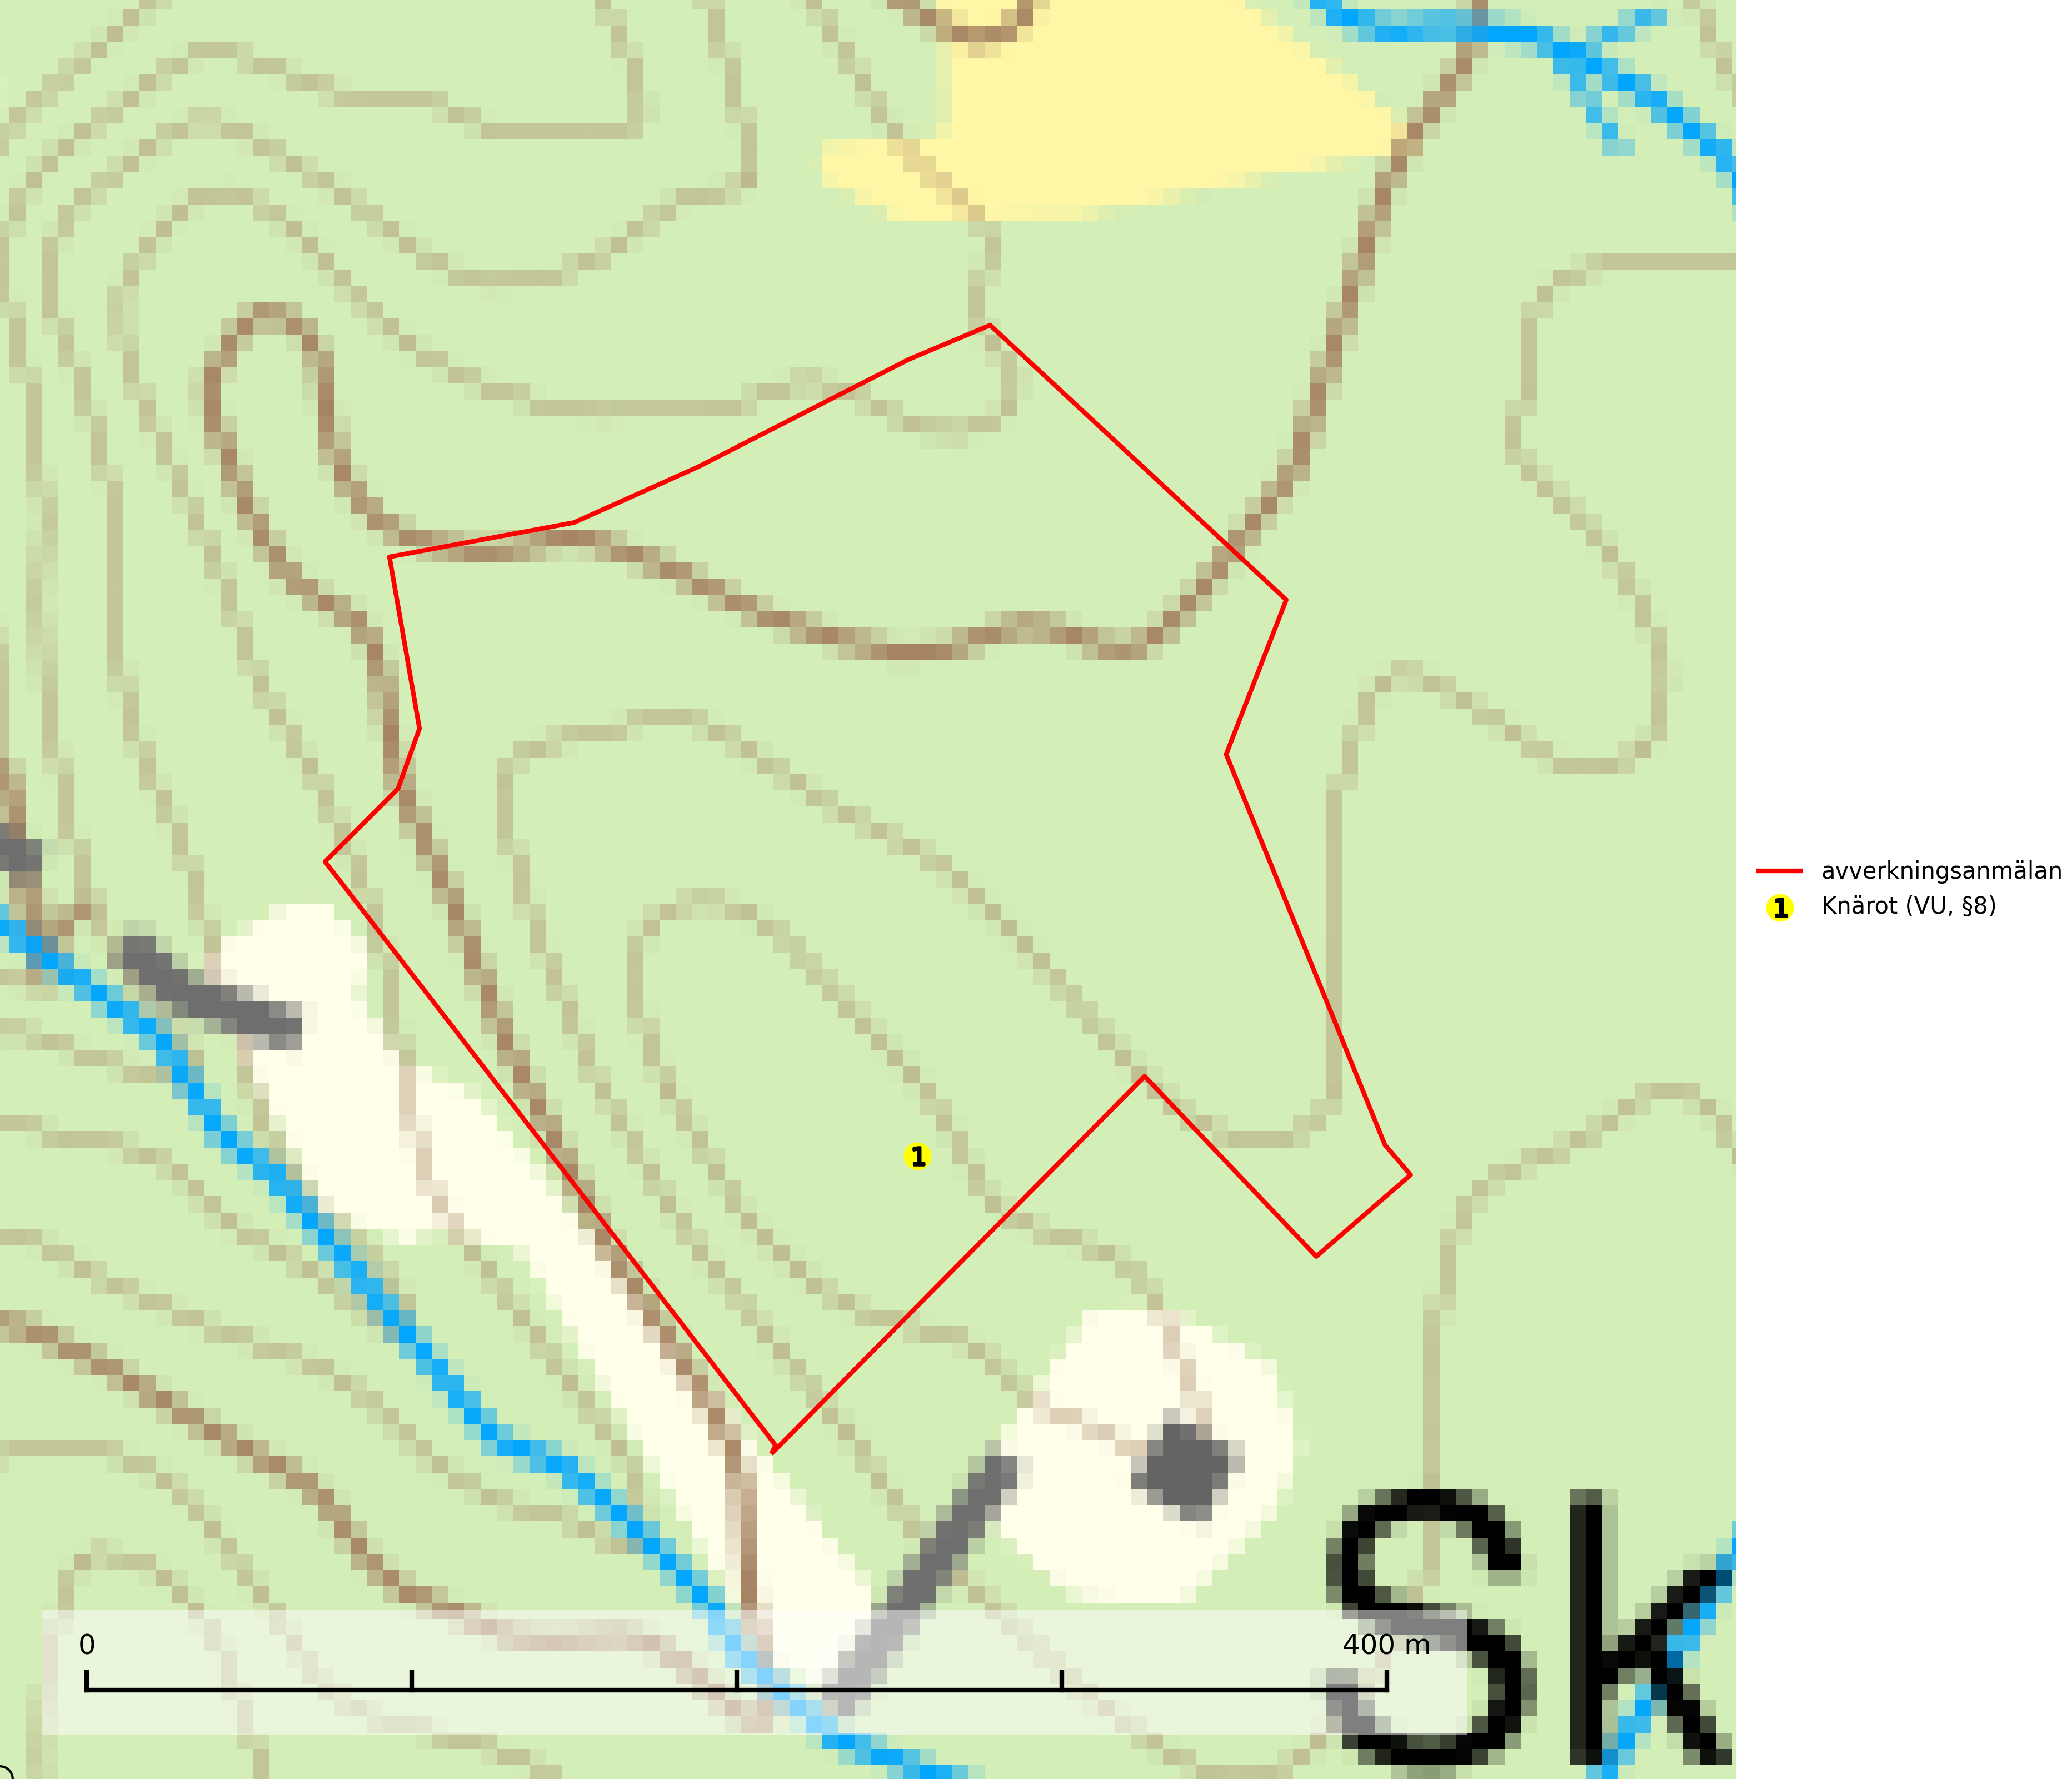 avverkningsanmälan
1 Knärot (VU, §8)
1
0 400 m
Sk